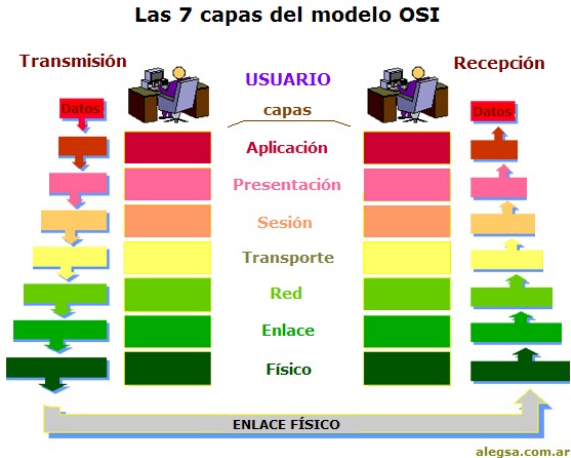 Las 7 capas del modelo OSI
Transmisión
Recepción
USUARIO
capas
Datos
Datos
Aplicación
Presentación
Sesión
Transporte
Red
Enlace
Físico
ENLACE FÍSICO
alegsa.com.ar